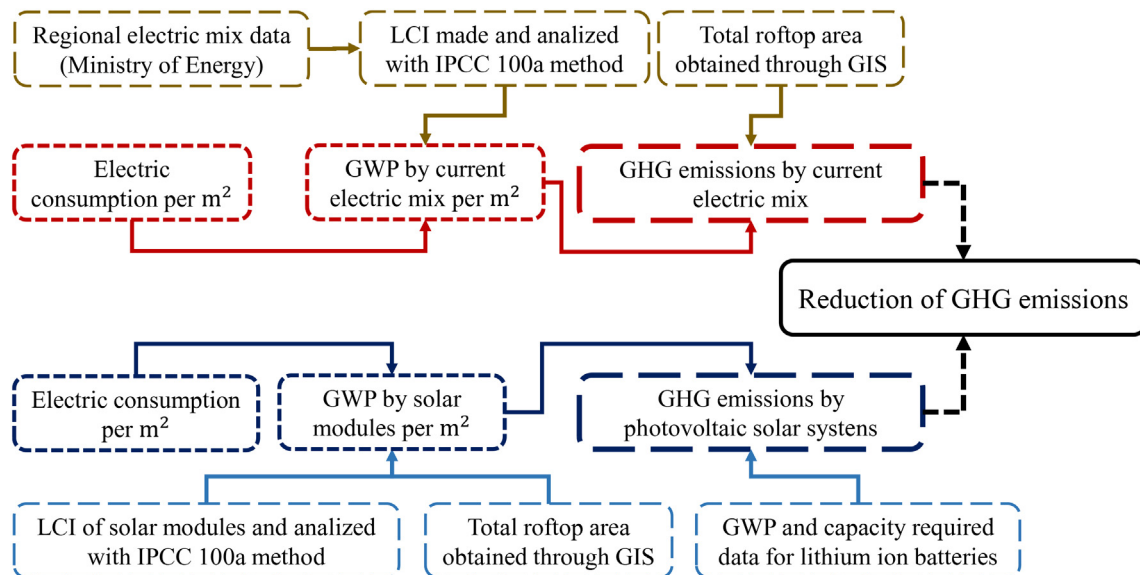 Regional electric mix data
(Ministry of Energy)
LCI made and analized
with IPCC 100a method
Total roftop area
obtained through GIS
Electric
consumption per m²
GWP by current
electric mix per m²
GHG emissions by current
electric mix
Reduction of GHG emissions
Electric consumption
per m²
GWP by solar
modules per m²
GHG emissions by
photovoltaic solar systens
LCI of solar modules and analized
with IPCC 100a method
Total roftop area
obtained through GIS
GWP and capacity required
data for lithium ion batteries